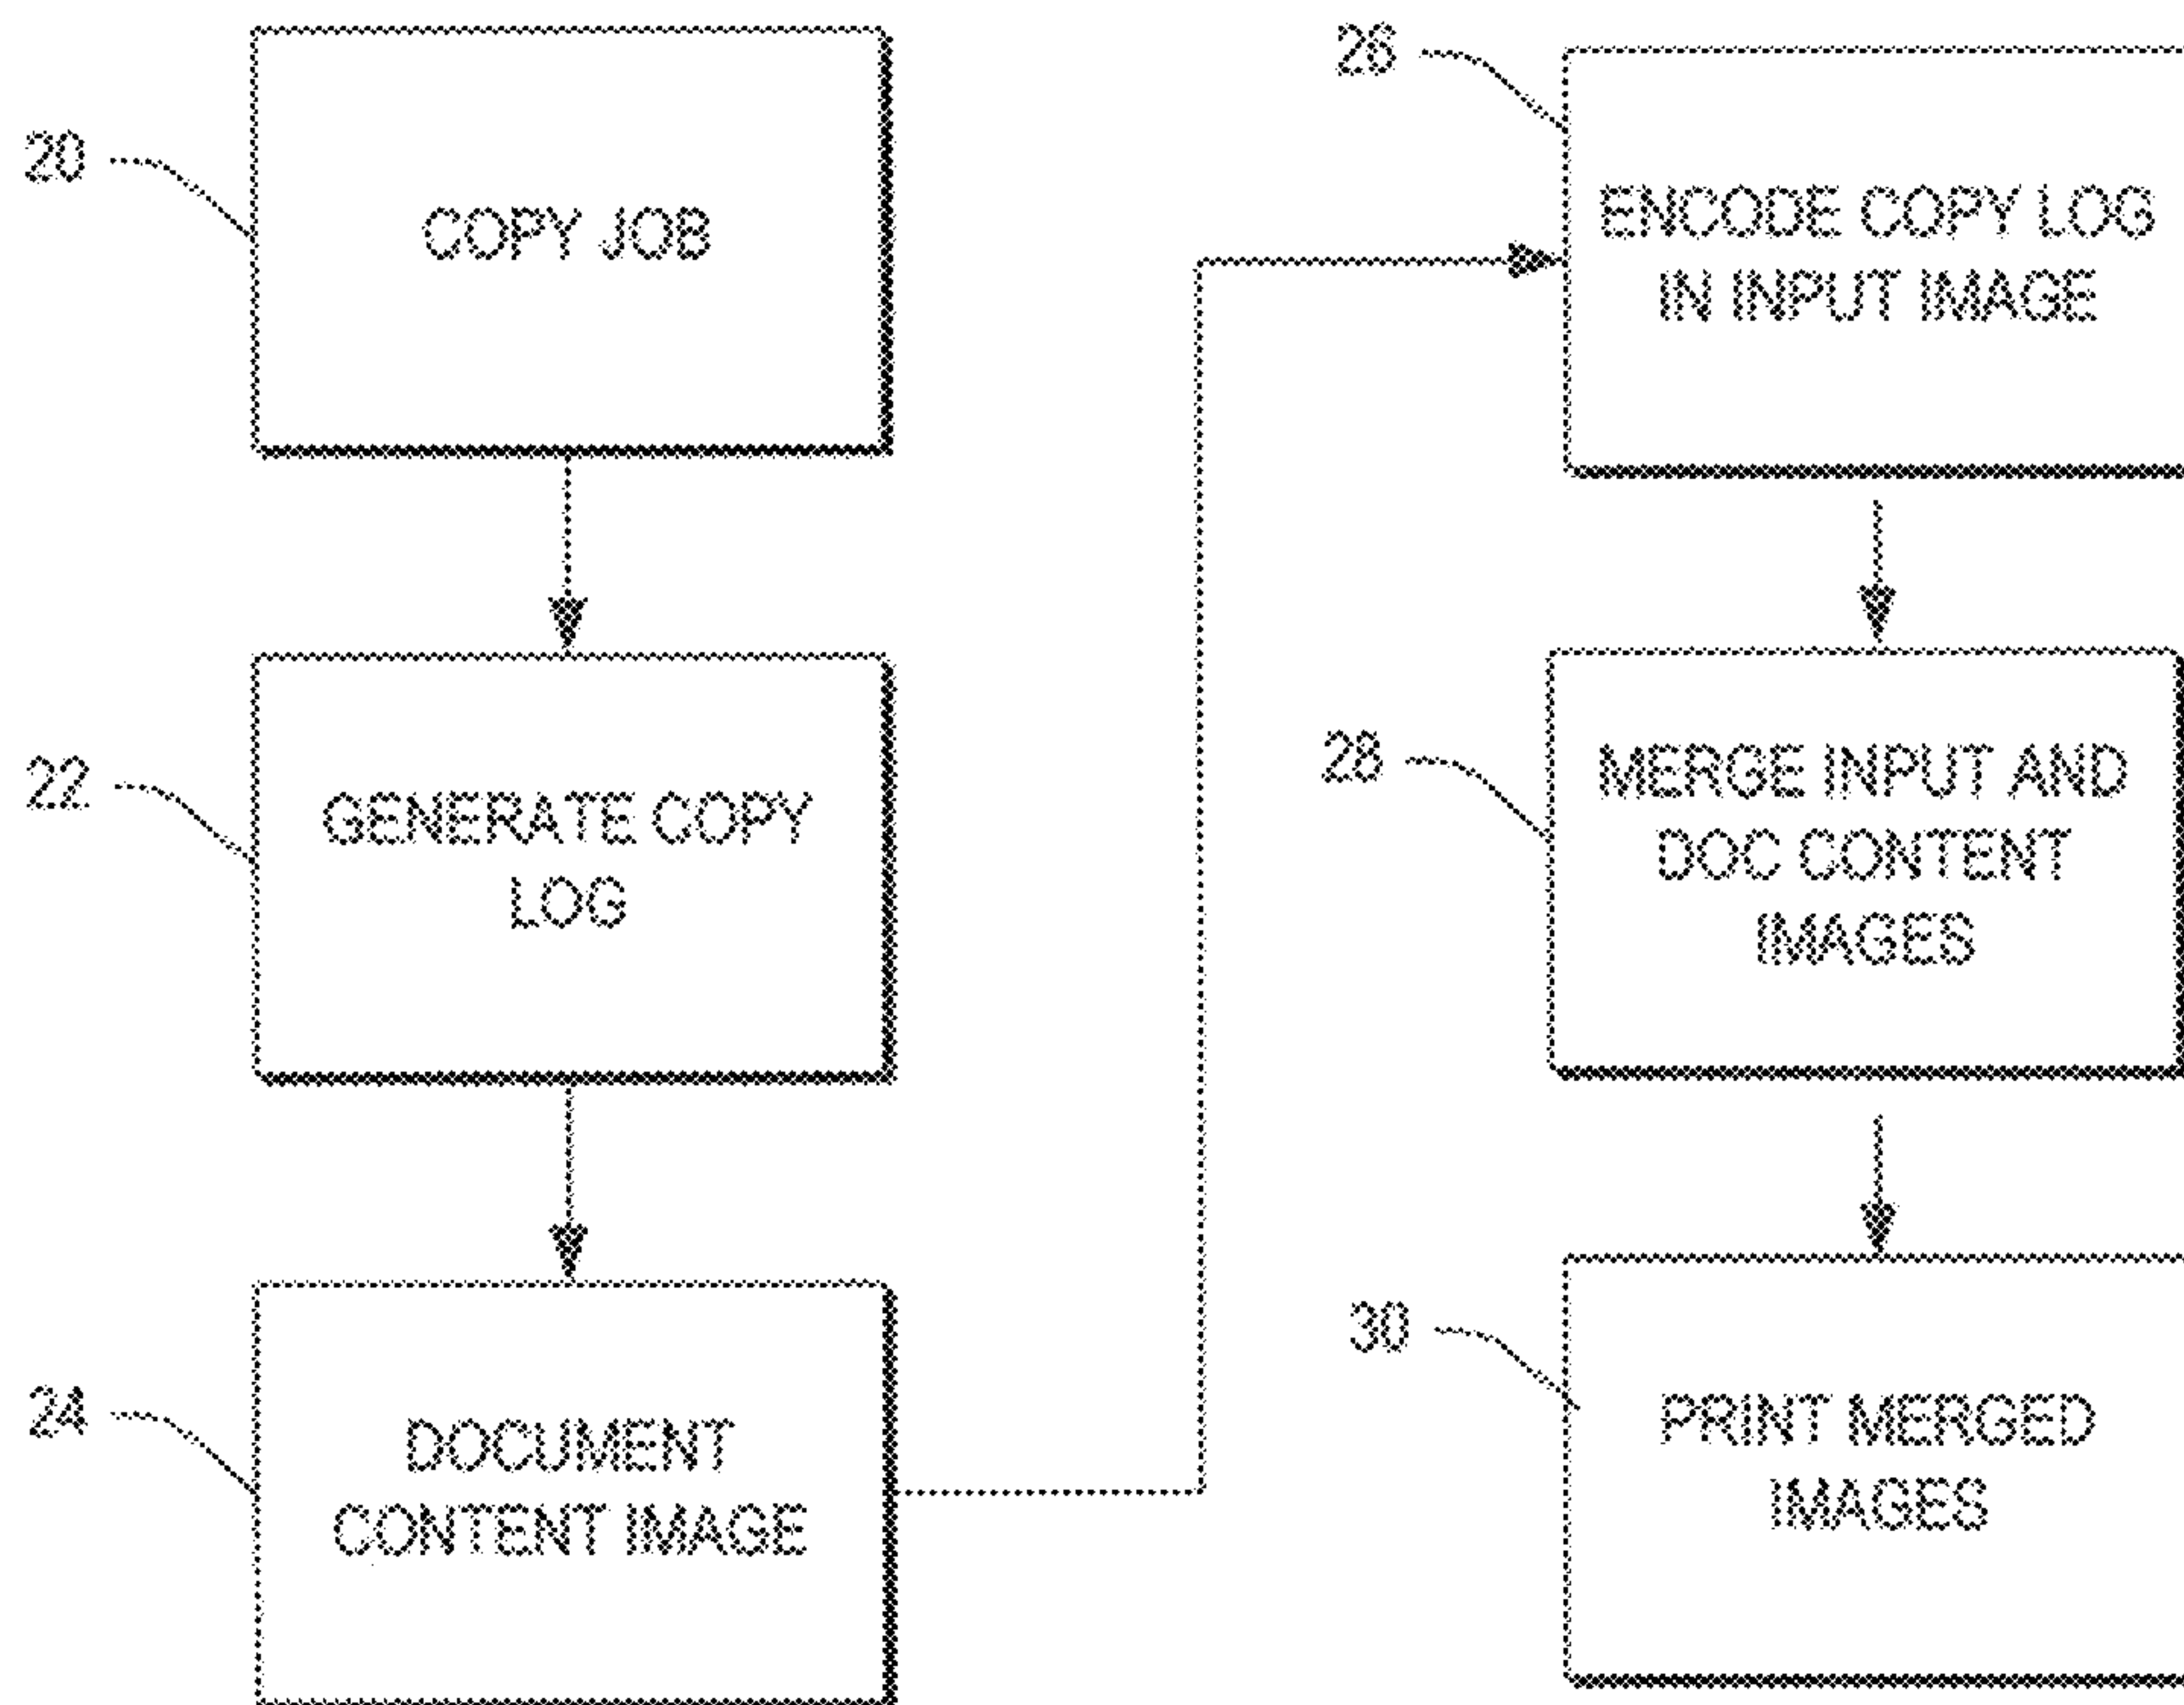 20
COPY JOB
22
GENERATE COPY
LOG
24
DOCUMENT
CONTENT IMAGE
26
ENCODE COPY LOG
IN INPUT IMAGE
28
MERGE INPUT AND
DOC CONTENT
IMAGES
30
PRINT MERGED
IMAGES